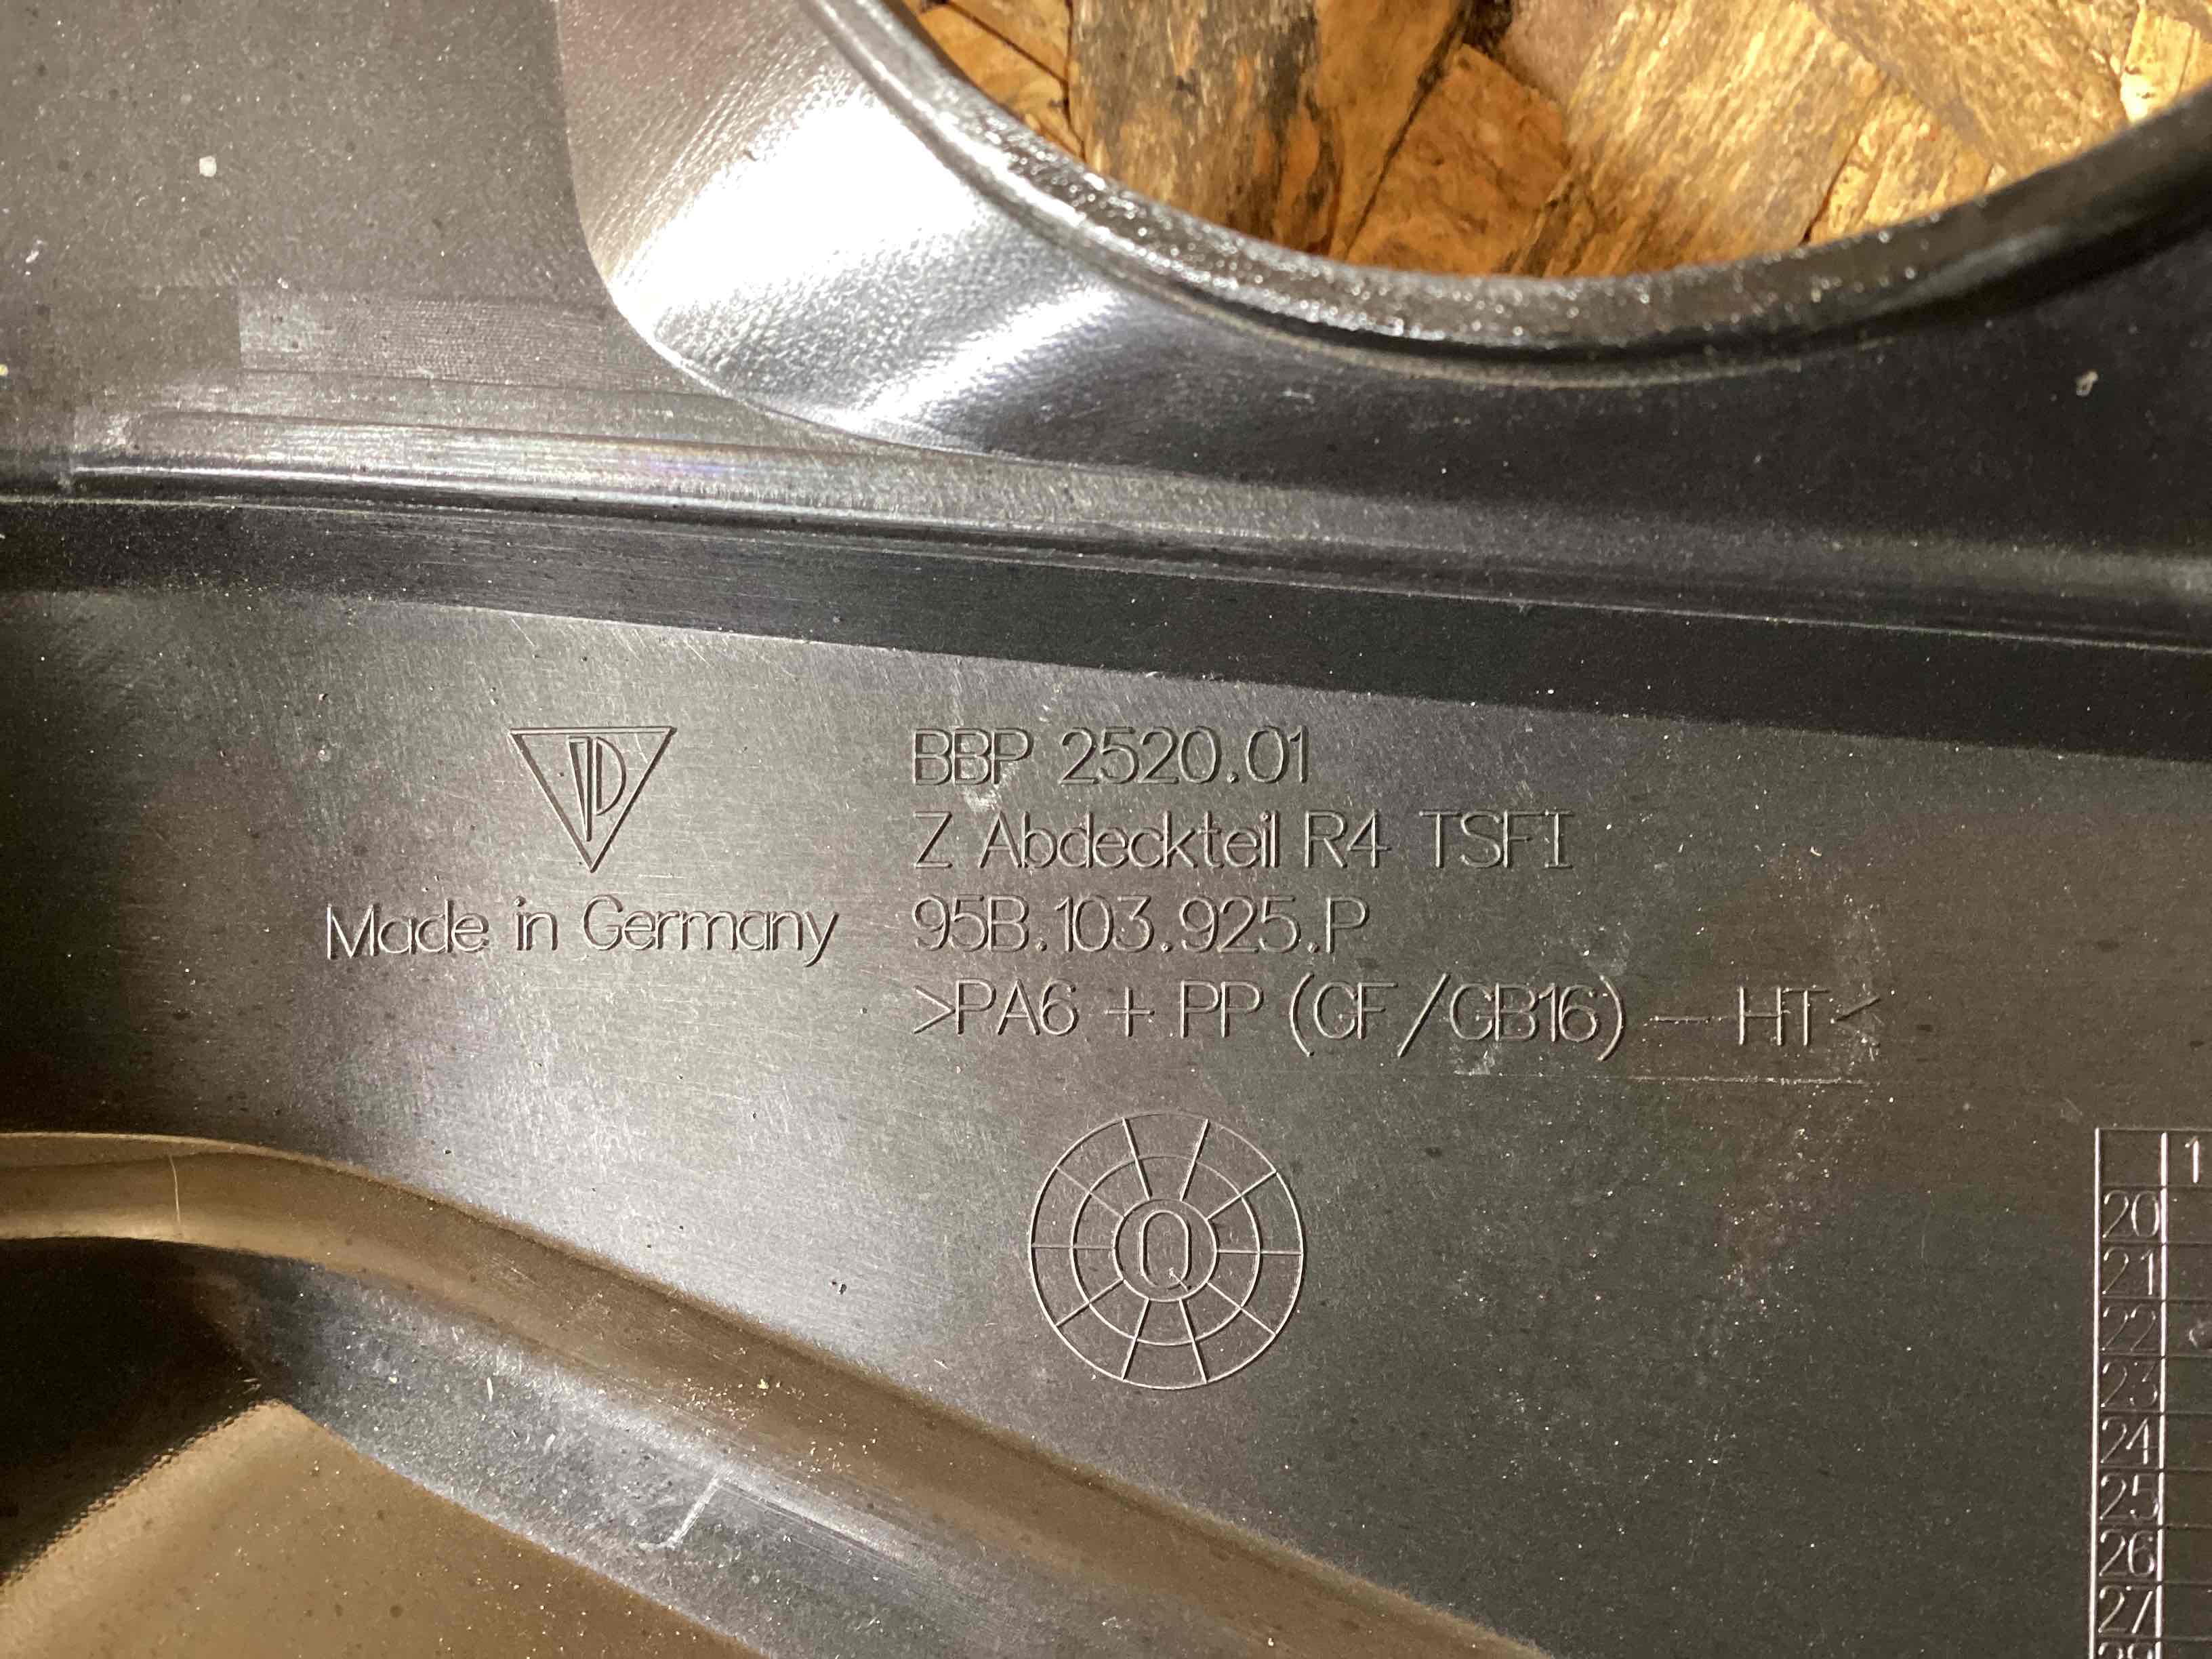 BBP 2520.01
Z Abdeckteil R4 TSFI
Made in Germany
95B.103.925.P
>PA6 + PP (GF/GB16) - HT<
Q
1
20
21
22
23
24
25
26
27